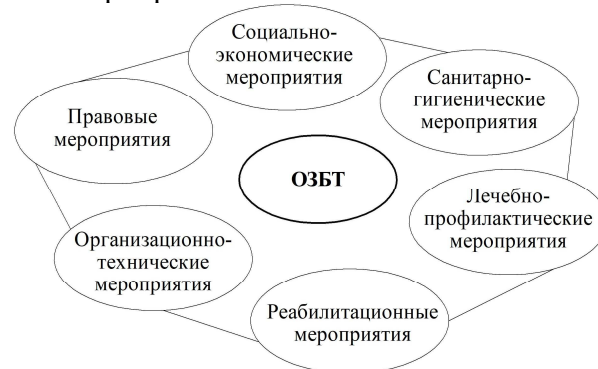 Социально-
экономические
мероприятия
Санитарно-
гигиенические
мероприятия
Правовые
мероприятия
ОЗБТ
Лечебно-
профилактические
мероприятия
Организационно-
технические
мероприятия
Реабилитационные
мероприятия